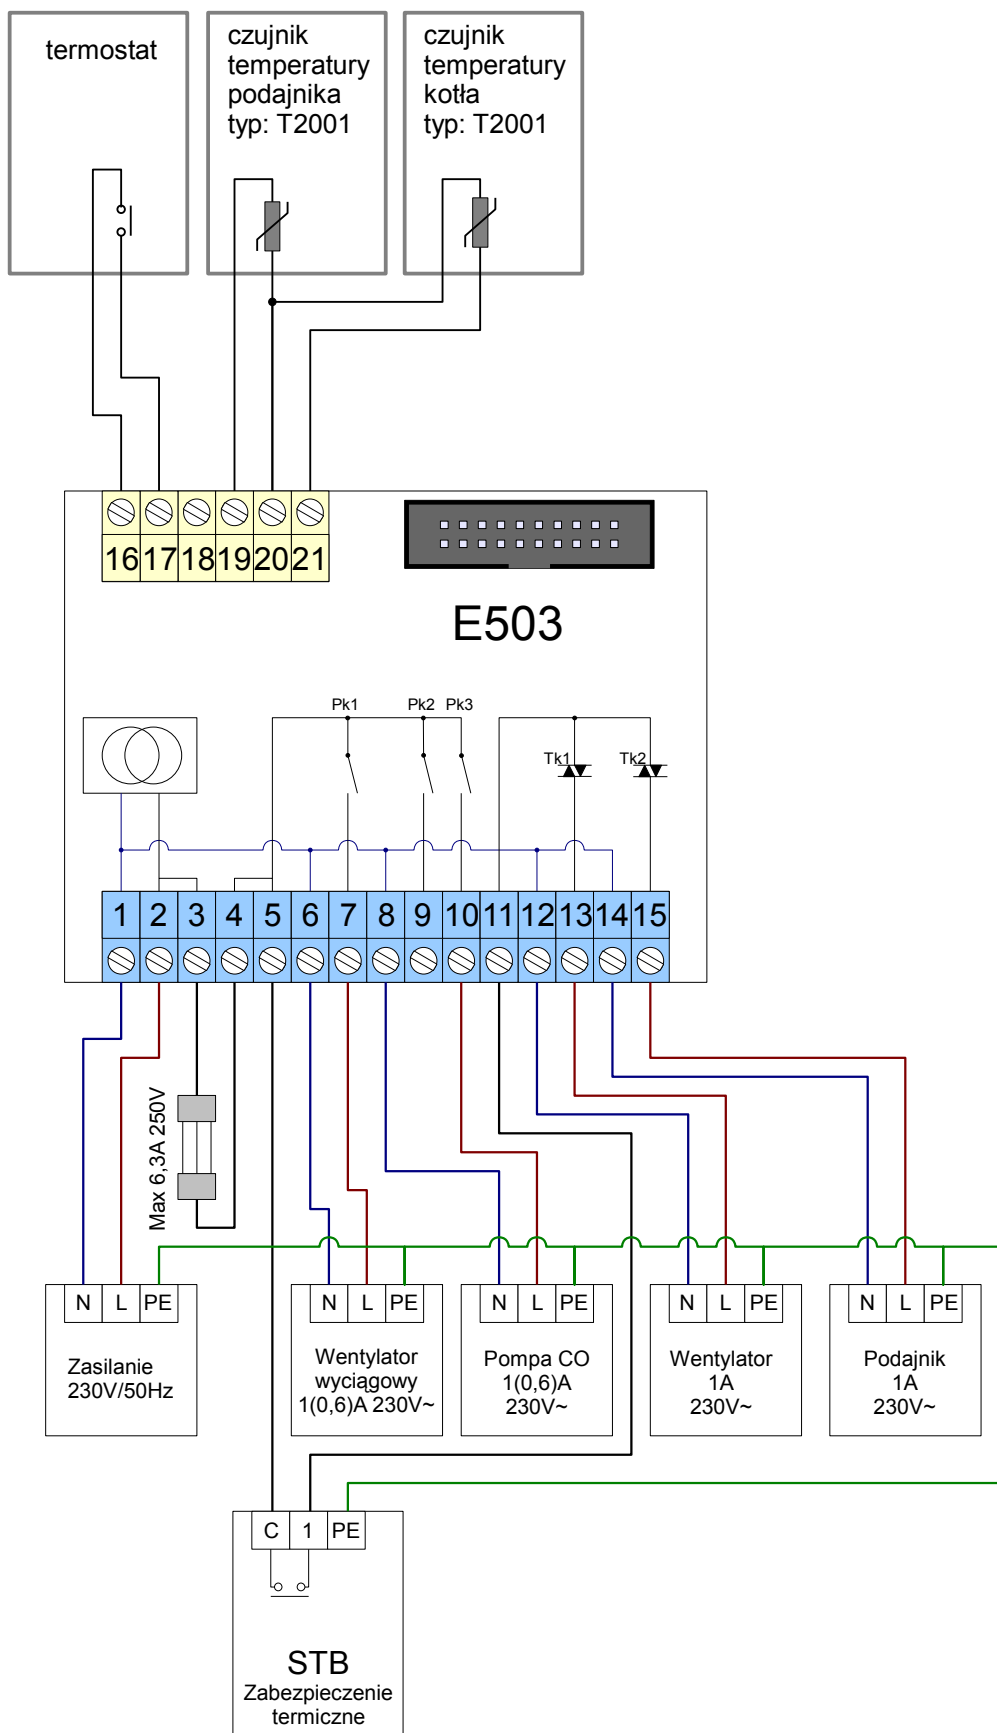 termostat
czujnik
temperatury
podajnika
typ: T2001
czujnik
temperatury
kotła
typ: T2001
16 17 18 19 20 21
E503
Pk1 Pk2 Pk3
Tk1 Tk2
1 2 3 4 5 6 7 8 9 10 11 12 13 14 15
Max 6,3A 250V
N L PE
Zasilanie
230V/50Hz
N L PE
Wentylator
wyciągowy
1(0,6)A 230V~
N L PE
Pompa CO
1(0,6)A
230V~
N L PE
Wentylator
1A
230V~
N L PE
Podajnik
1A
230V~
C 1 PE
STB
Zabezpieczenie
termiczne